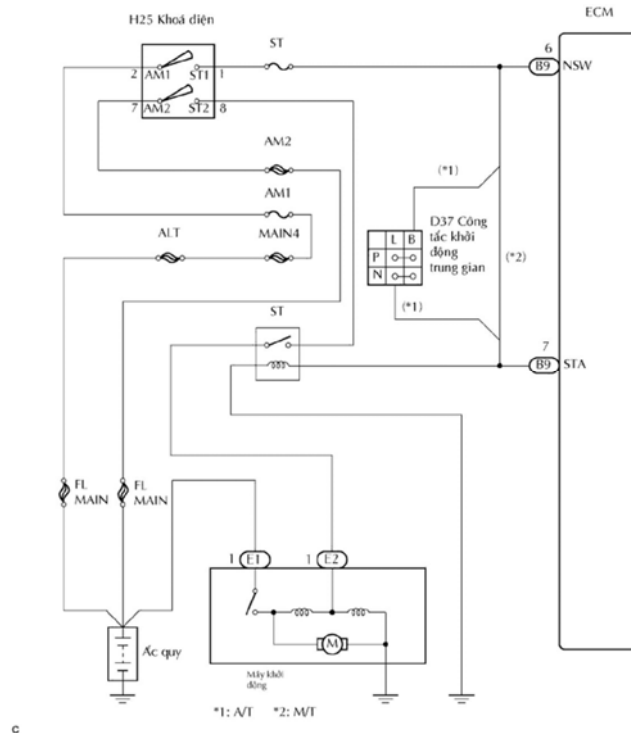 ECM
H25 Khoá điện
ST
6
2 AM1 ST1 1
B9 NSW
7 AM2 ST2 8
AM2
(*1)
AM1
D37 Công
tắc khởi
động
trung gian
L B
P
N
ALT
MAIN4
(*2)
(*1)
ST
7
B9 STA
FL
MAIN
FL
MAIN
1 E1
1 E2
M
Ắc quy
Máy khởi
động
*1: A/T *2: M/T
c